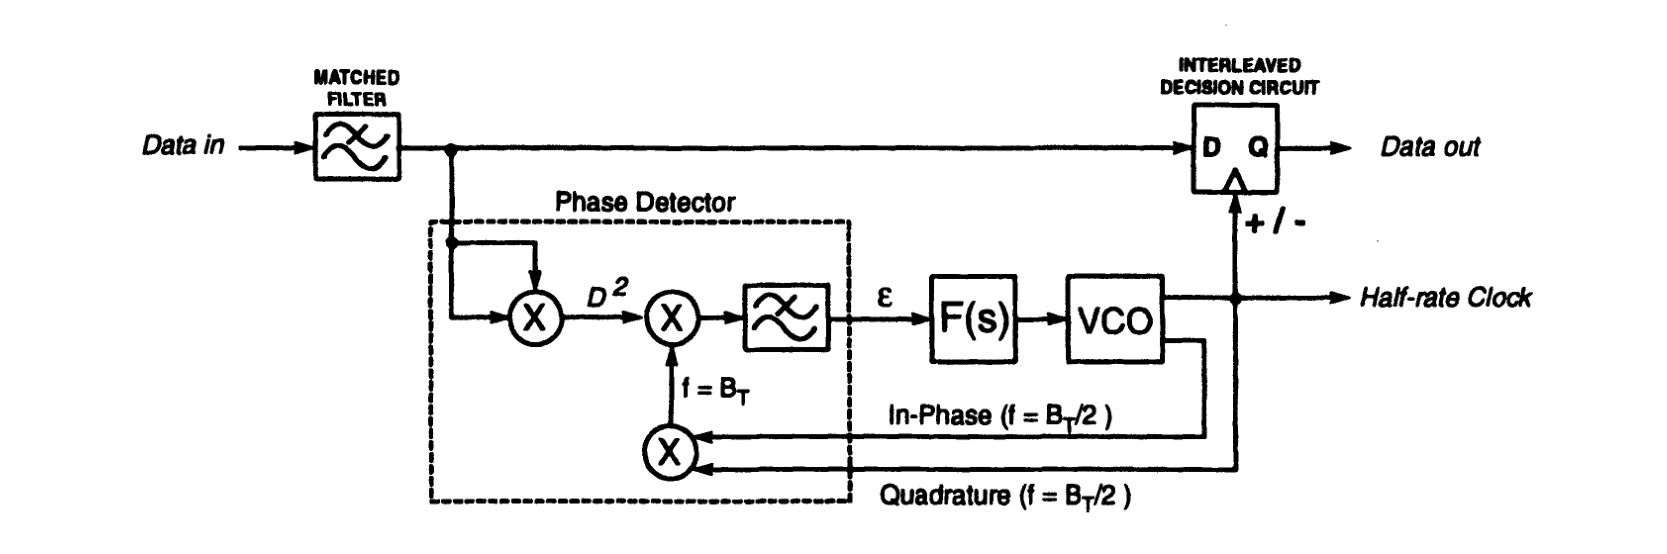 MATCHED
FILTER
INTERLEAVED
DECISION CIRCUIT
Data in
D Q
Data out
+ / -
Phase Detector
X
D²
X
ε
F(s)
VCO
Half-rate Clock
f = B_T
In-Phase (f = B_T/2 )
X
Quadrature (f = B_T/2 )